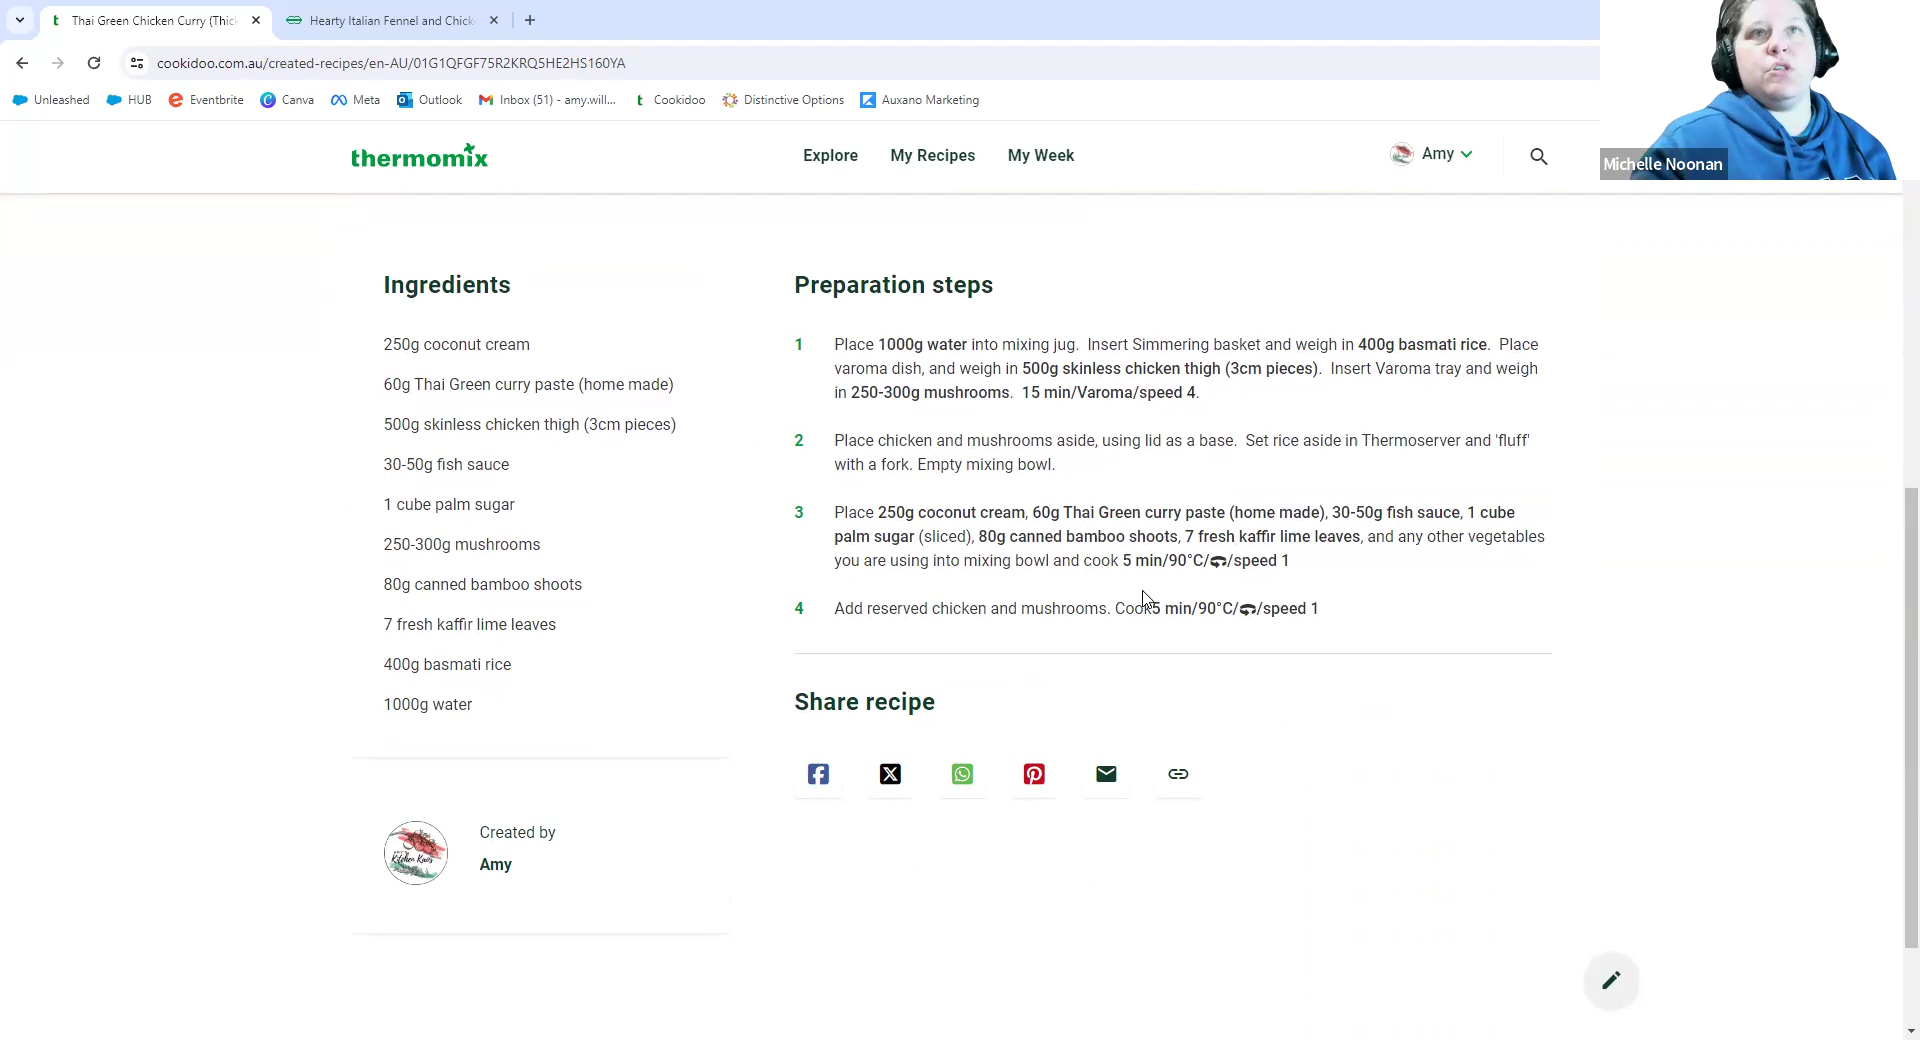 Thai Green Chicken Curry (Thick
Hearty Italian Fennel and Chick
cookidoo.com.au/created-recipes/en-AU/01G1QFGF75R2KRQ5HE2HS160YA
Unleashed HUB Eventbrite Canva Meta Outlook Inbox (51) - amy.will... Cookidoo Distinctive Options Auxano Marketing
thermomix
Explore My Recipes My Week
Amy
Michelle Noonan
Ingredients
250g coconut cream
60g Thai Green curry paste (home made)
500g skinless chicken thigh (3cm pieces)
30-50g fish sauce
1 cube palm sugar
250-300g mushrooms
80g canned bamboo shoots
7 fresh kaffir lime leaves
400g basmati rice
1000g water
Created by
Amy
Preparation steps
1 Place 1000g water into mixing jug. Insert Simmering basket and weigh in 400g basmati rice. Place
varoma dish, and weigh in 500g skinless chicken thigh (3cm pieces). Insert Varoma tray and weigh
in 250-300g mushrooms. 15 min/Varoma/speed 4.
2 Place chicken and mushrooms aside, using lid as a base. Set rice aside in Thermoserver and 'fluff'
with a fork. Empty mixing bowl.
3 Place 250g coconut cream, 60g Thai Green curry paste (home made), 30-50g fish sauce, 1 cube
palm sugar (sliced), 80g canned bamboo shoots, 7 fresh kaffir lime leaves, and any other vegetables
you are using into mixing bowl and cook 5 min/90°C/ /speed 1
4 Add reserved chicken and mushrooms. Cook 5 min/90°C/ /speed 1
Share recipe